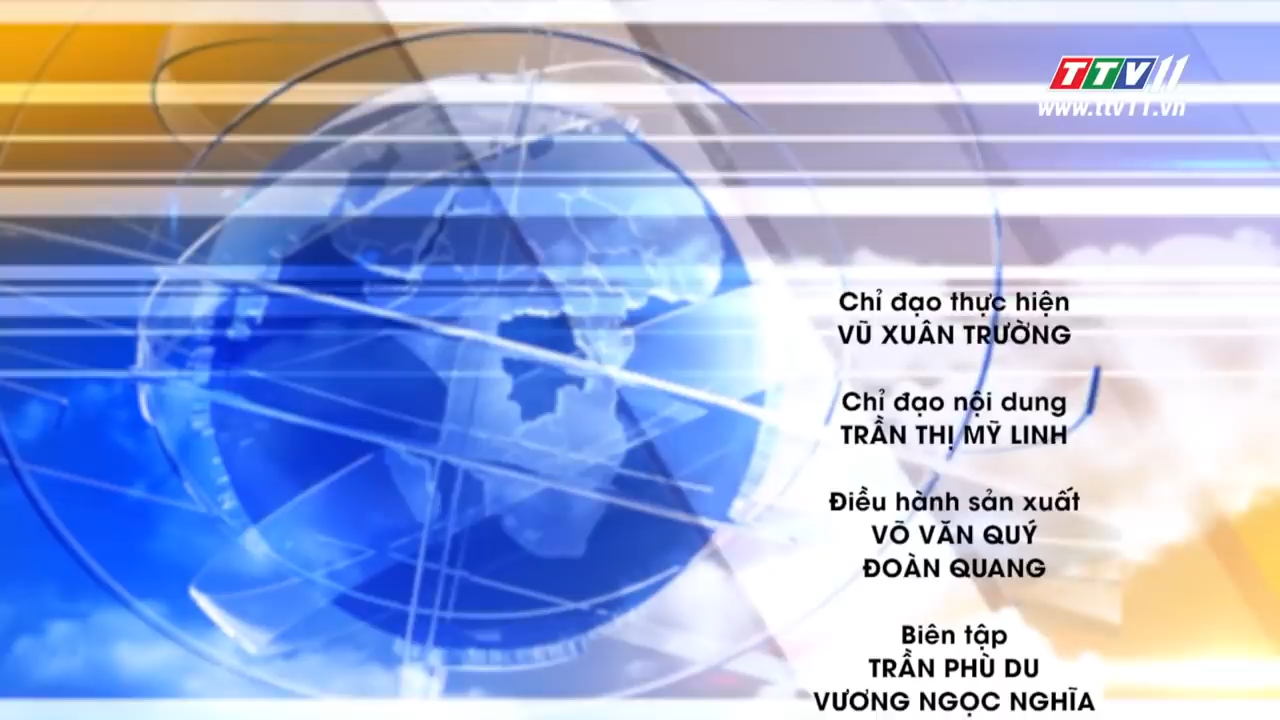 TTV11
www.ttv11.vn
Chỉ đạo thực hiện
VŨ XUÂN TRƯỜNG
Chỉ đạo nội dung
TRẦN THỊ MỸ LINH
Điều hành sản xuất
VÕ VĂN QUÝ
ĐOÀN QUANG
Biên tập
TRẦN PHÙ DU
VƯƠNG NGỌC NGHĨA